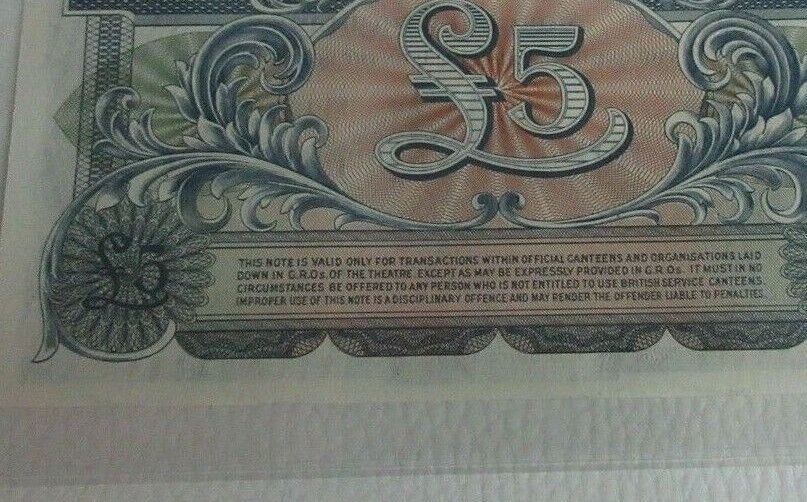 £5
THIS NOTE IS VALID ONLY FOR TRANSACTIONS WITHIN OFFICIAL CANTEENS AND ORGANISATIONS LAID
DOWN IN G.R.Os. OF THE THEATRE EXCEPT AS MAY BE EXPRESSLY PROVIDED IN G.R.Os. IT MUST IN NO
CIRCUMSTANCES BE OFFERED TO ANY PERSON WHO IS NOT ENTITLED TO USE BRITISH SERVICE CANTEENS.
IMPROPER USE OF THIS NOTE IS A DISCIPLINARY OFFENCE AND MAY RENDER THE OFFENDER LIABLE TO PENALTIES.
£5